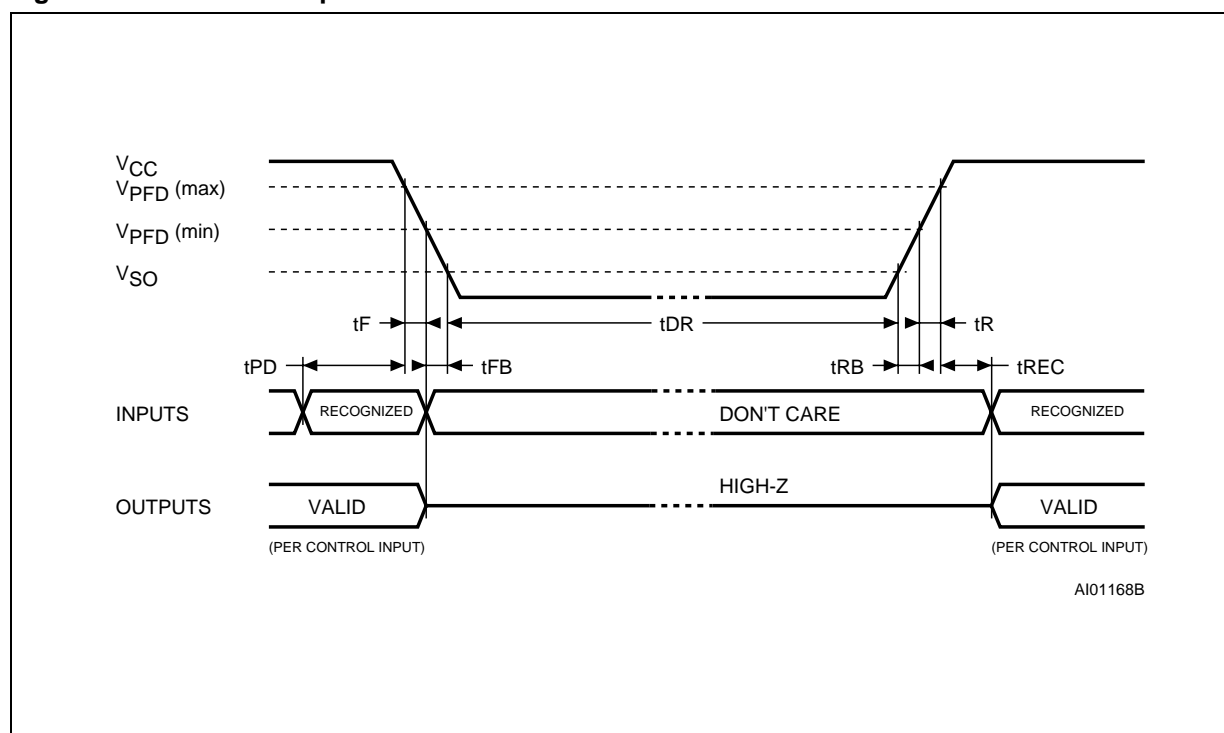 VCC
VPFD (max)
VPFD (min)
VSO
tF
tDR
tR
tPD
tFB
tRB
tREC
INPUTS
RECOGNIZED
DON'T CARE
RECOGNIZED
HIGH-Z
OUTPUTS
VALID
VALID
(PER CONTROL INPUT)
(PER CONTROL INPUT)
AI01168B